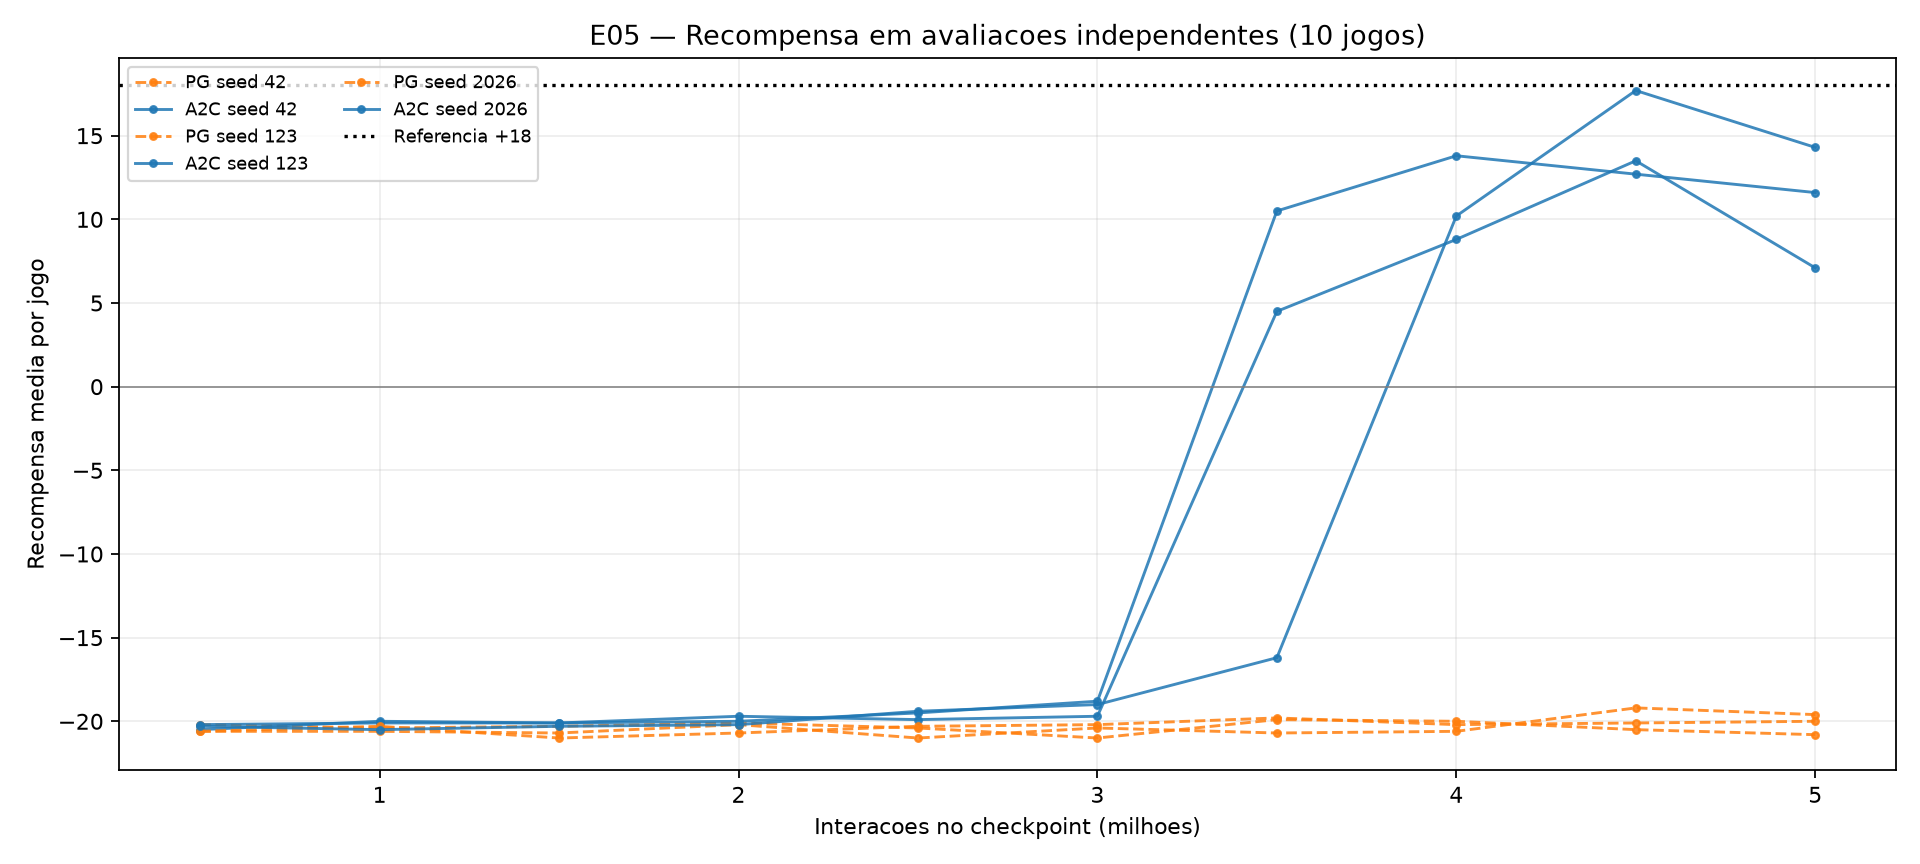 E05 — Recompensa em avaliacoes independentes (10 jogos)
PG seed 42
A2C seed 42
PG seed 123
A2C seed 123
PG seed 2026
A2C seed 2026
Referencia +18
Recompensa media por jogo
15
10
5
0
−5
−10
−15
−20
1
2
3
4
5
Interacoes no checkpoint (milhoes)